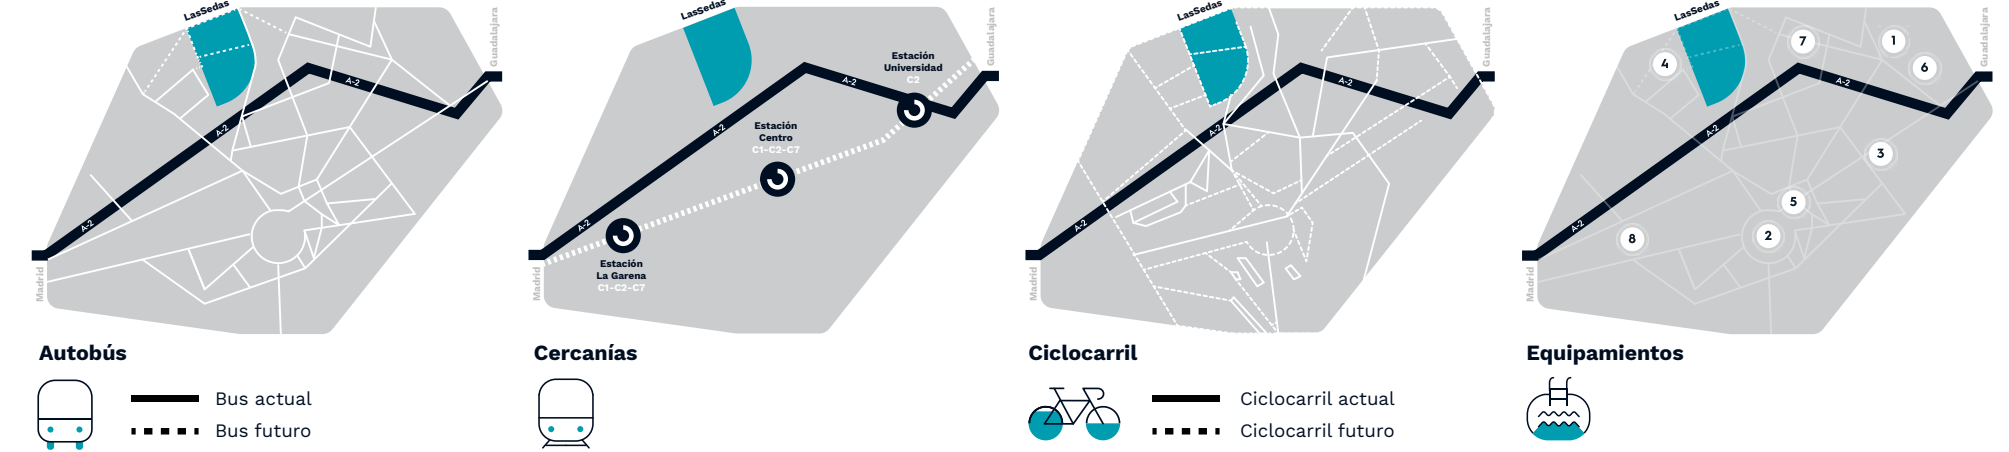 LasSedas
Guadalajara
A-2
A-2
A-2
Madrid
Autobús
Bus actual
Bus futuro
LasSedas
Guadalajara
Estación
Universidad
C2
A-2
A-2
Estación
Centro
C1-C2-C7
A-2
Estación
La Garena
C1-C2-C7
Madrid
Cercanías
LasSedas
Guadalajara
A-2
A-2
A-2
Madrid
Ciclocarril
Ciclocarril actual
Ciclocarril futuro
LasSedas
Guadalajara
7
1
4
6
A-2
A-2
3
5
A-2
8
2
Madrid
Equipamientos